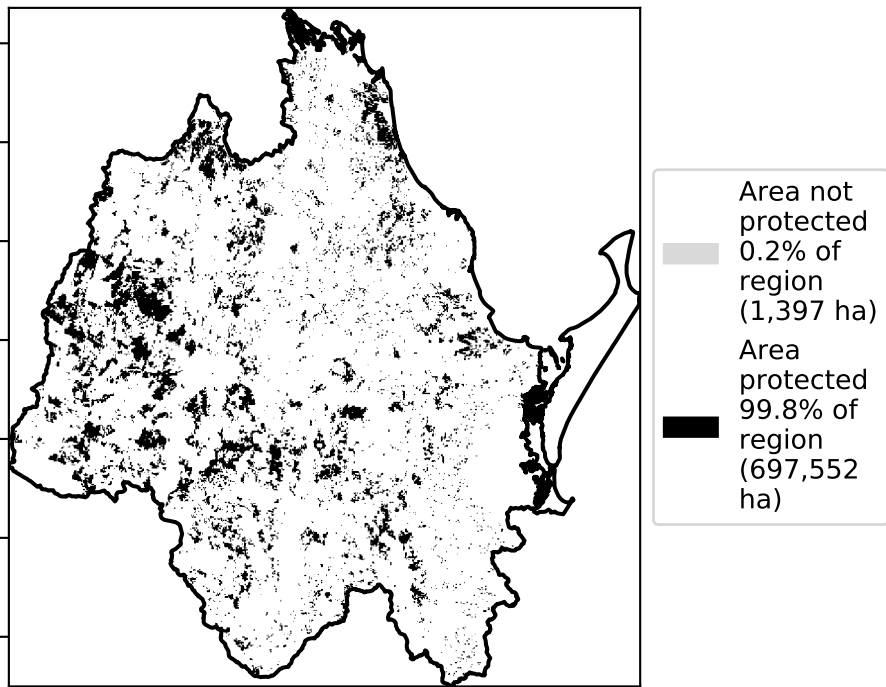 Area not
protected
0.2% of
region
(1,397 ha)
Area
protected
99.8% of
region
(697,552
ha)